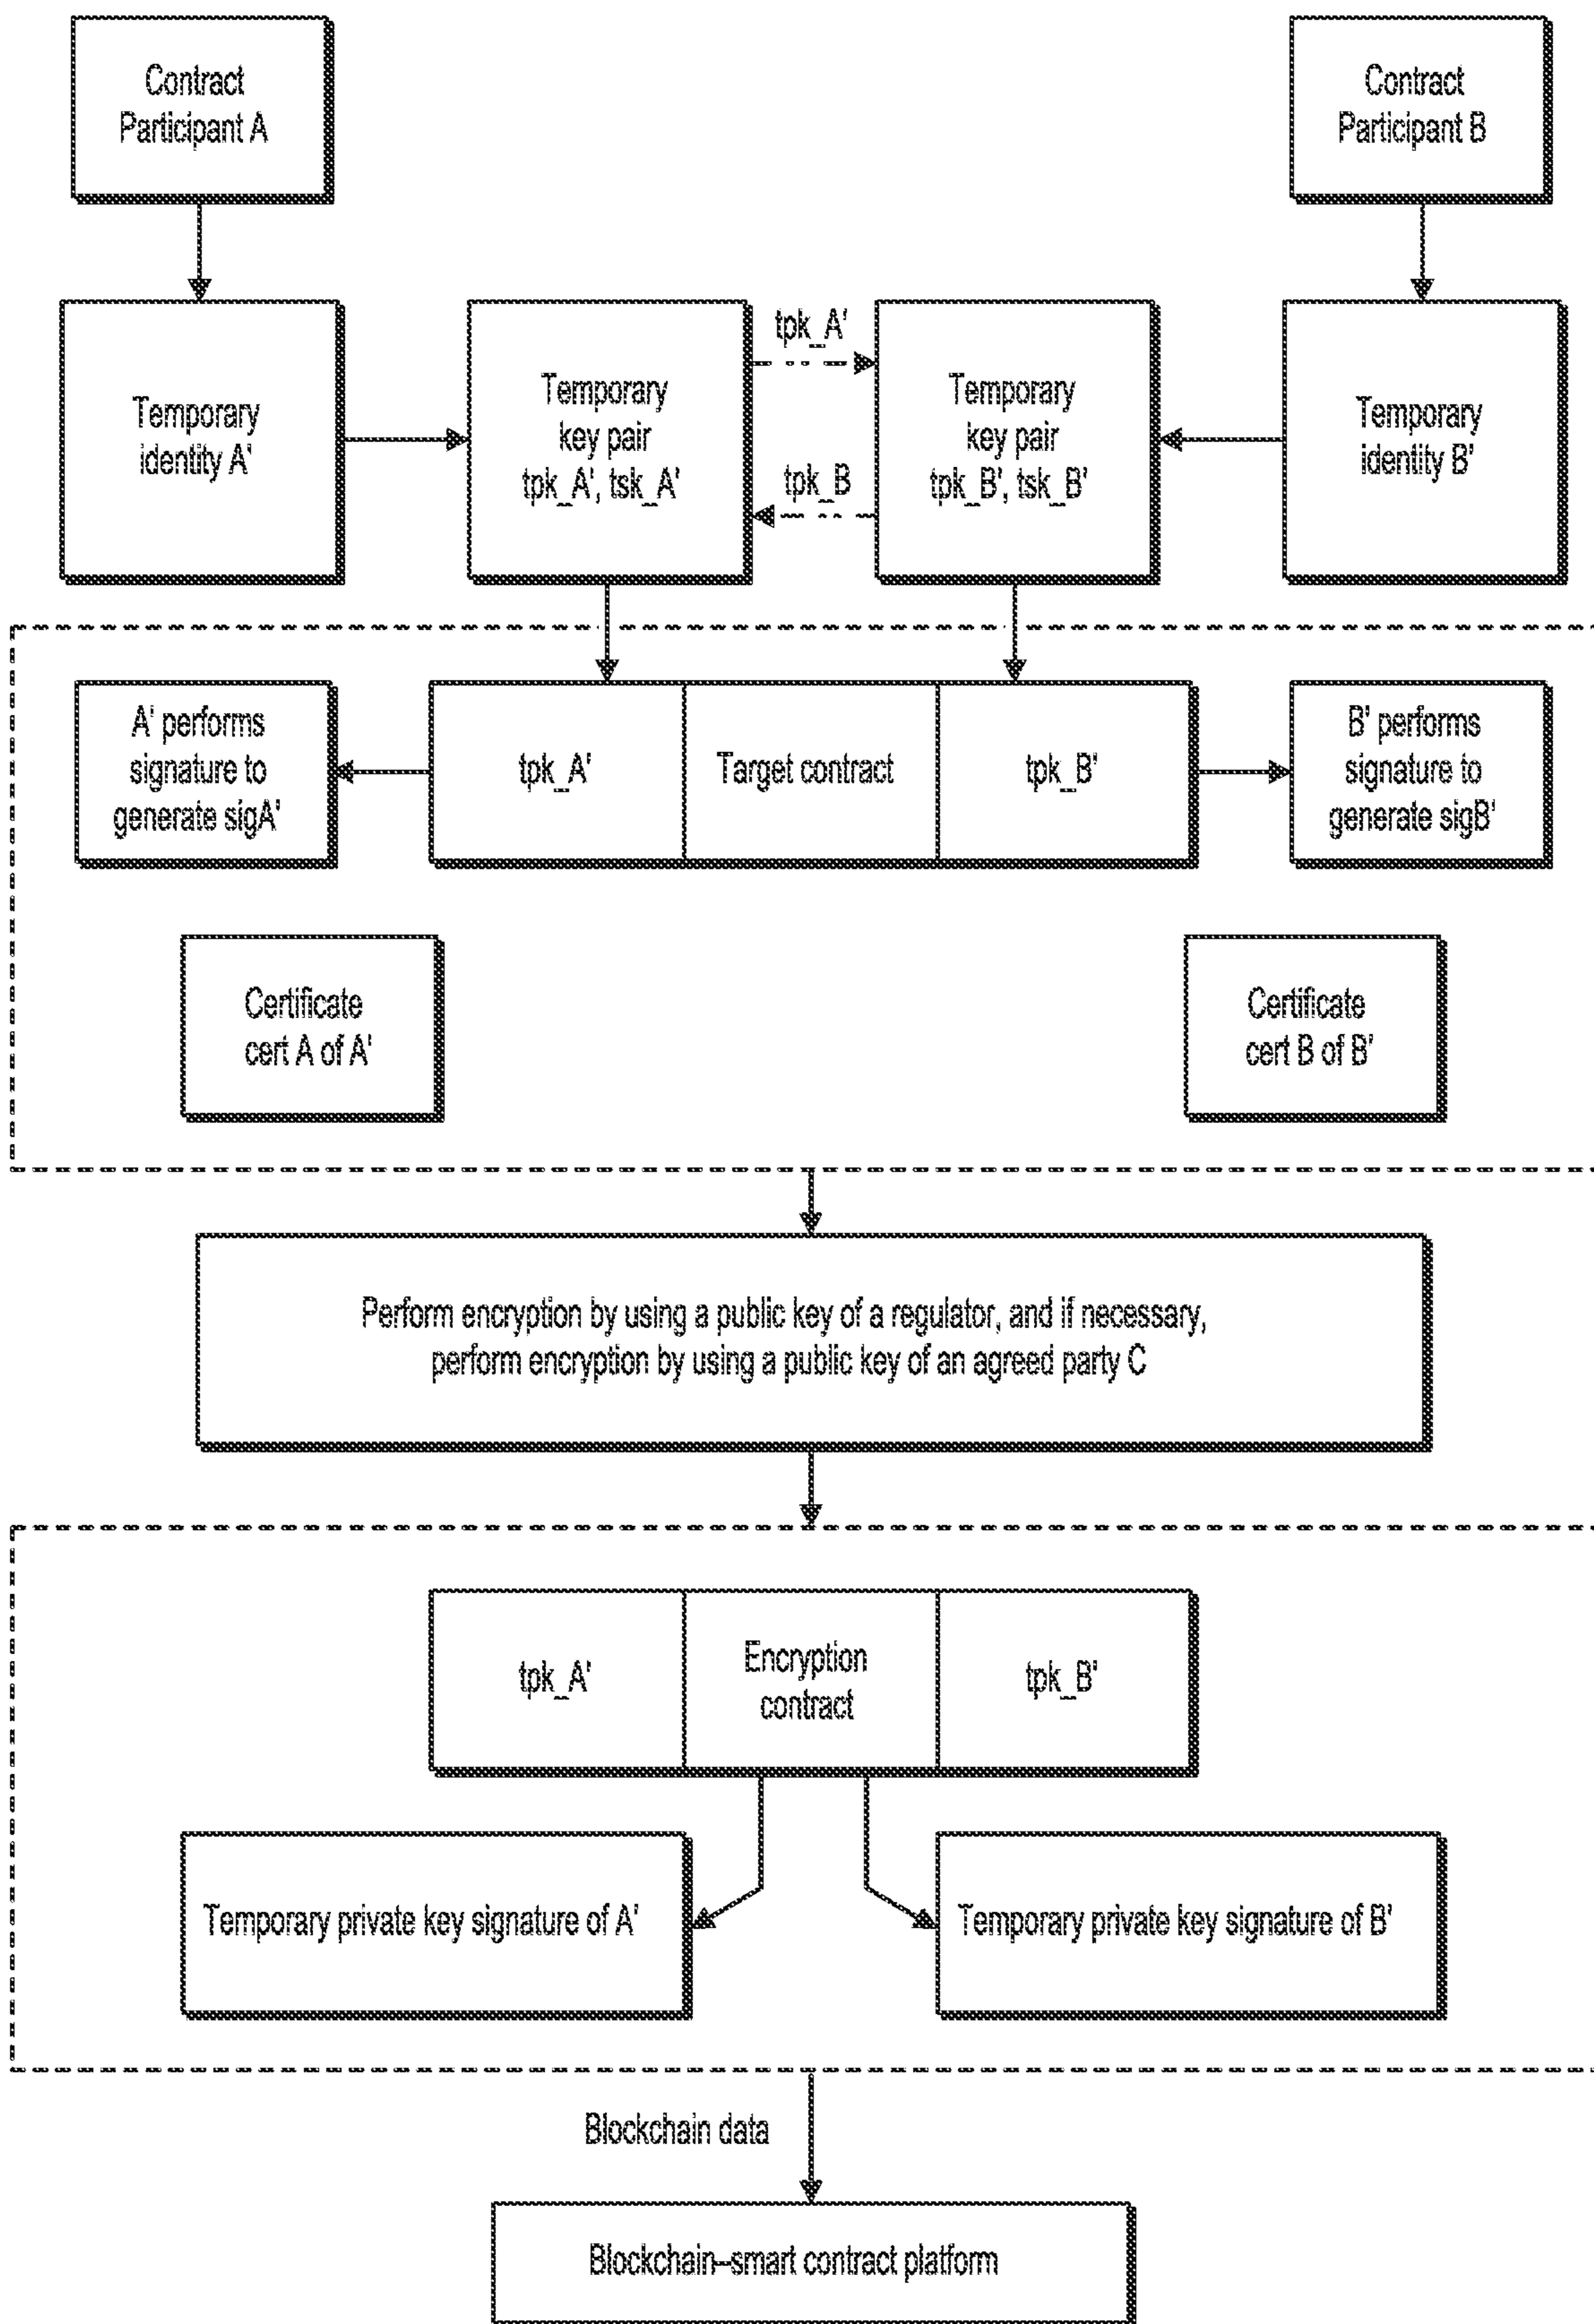 Contract
Participant A
Contract
Participant B
Temporary
identity A'
Temporary
key pair
tpk_A', tsk_A'
tpk_A'
tpk_B
Temporary
key pair
tpk_B', tsk_B'
Temporary
identity B'
A' performs
signature to
generate sigA'
tpk_A'
Target contract
tpk_B'
B' performs
signature to
generate sigB'
Certificate
cert A of A'
Certificate
cert B of B'
Perform encryption by using a public key of a regulator, and if necessary,
perform encryption by using a public key of an agreed party C
tpk_A'
Encryption
contract
tpk_B'
Temporary private key signature of A'
Temporary private key signature of B'
Blockchain data
Blockchain–smart contract platform